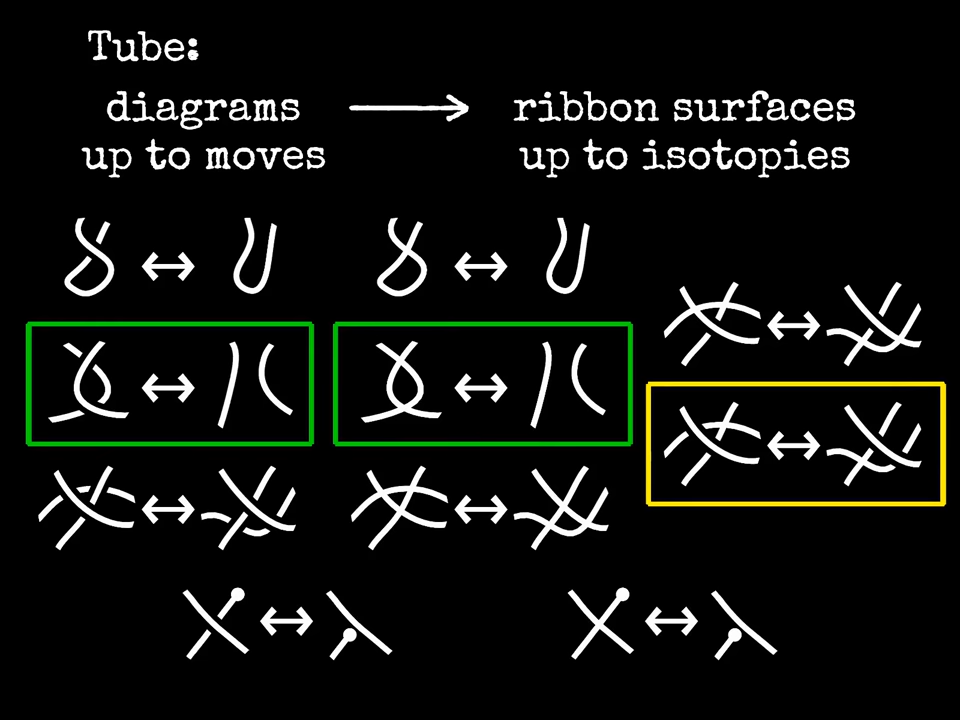 Tube:
diagrams ⟶ ribbon surfaces
up to moves up to isotopies